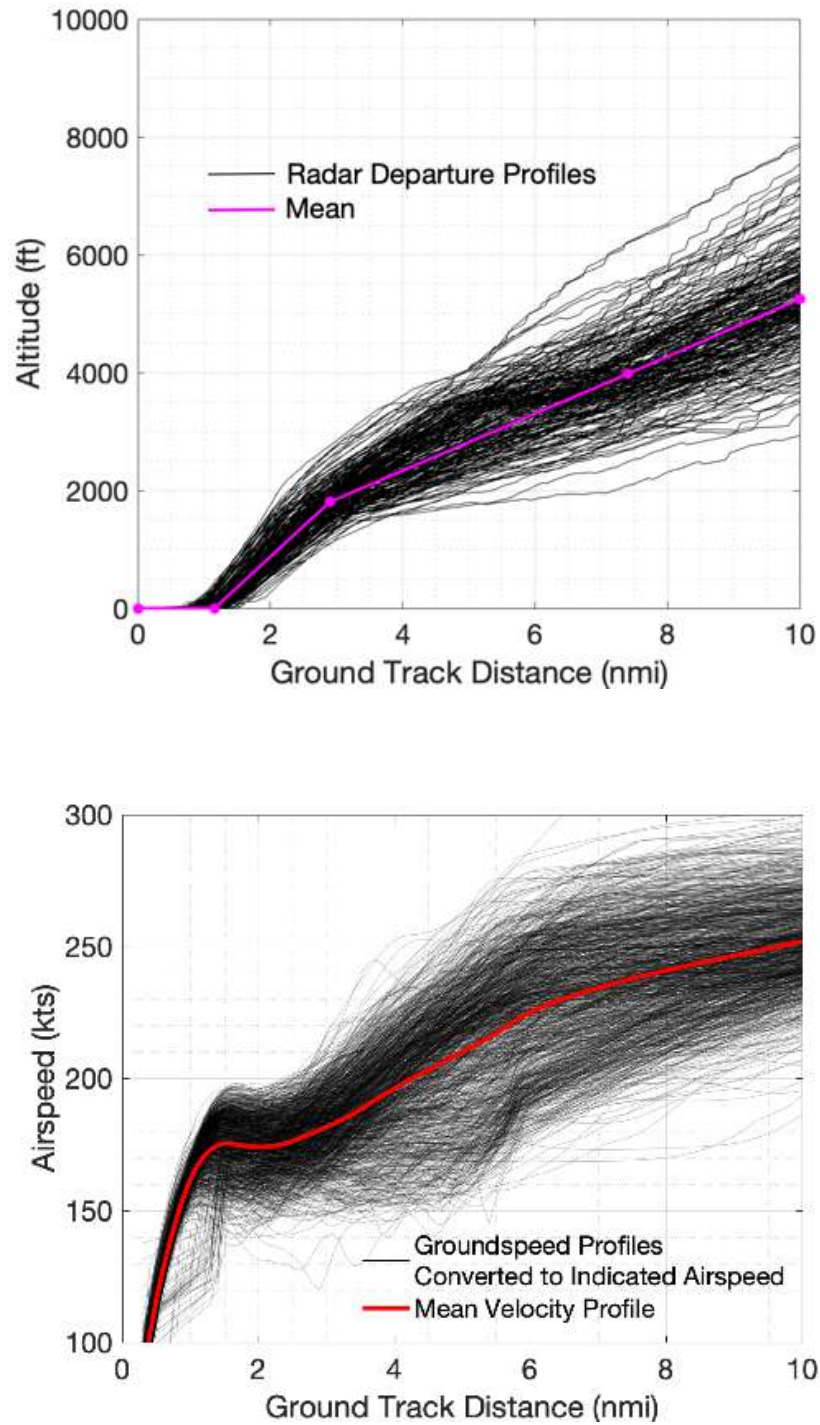 10000
8000
6000
4000
2000
0
Altitude (ft)
Radar Departure Profiles
Mean
0 2 4 6 8 10
Ground Track Distance (nmi)
300
250
200
150
100
Airspeed (kts)
Groundspeed Profiles
Converted to Indicated Airspeed
Mean Velocity Profile
0 2 4 6 8 10
Ground Track Distance (nmi)